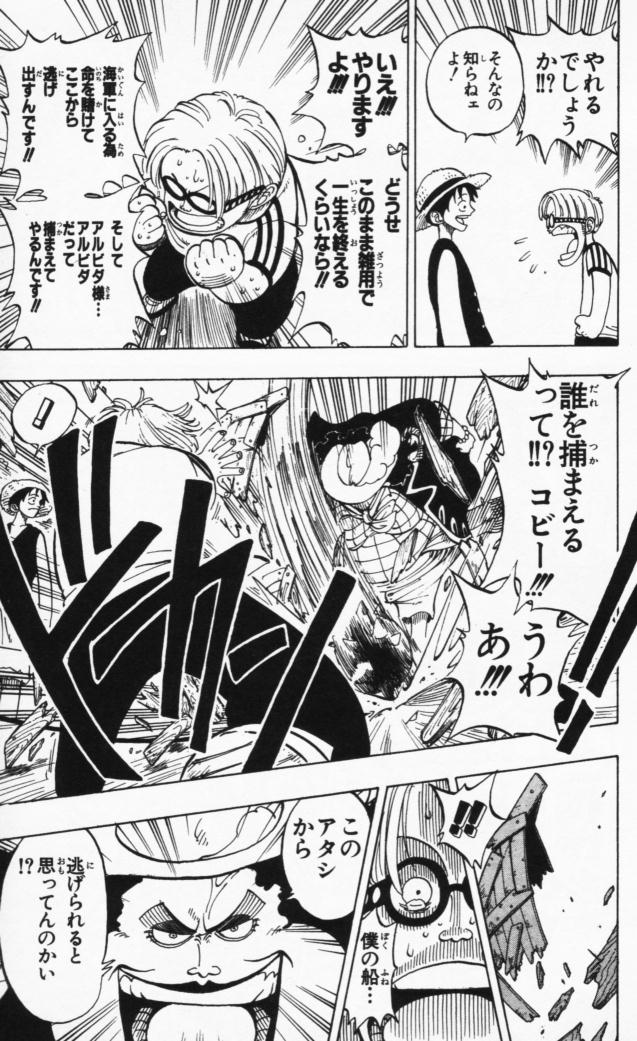 やれる
でしょう
か!!?
そんなの
知らねェ
よ!
いえ!!!
やります
よ!!!
どうせ
このまま雑用で
一生を終える
くらいなら!!
海軍に入る為
命を賭けて
ここから
逃げ
出すんです!!
そして
アルビダ様…
アルビダ
だって
捕まえて
やるんです!!
誰を捕まえる
って!!?コビー!!!
!
うわ
あ!!!
ドカァン!!
!!
僕の船…
この
アタシ
から
逃げられると
思ってんのかい
!?